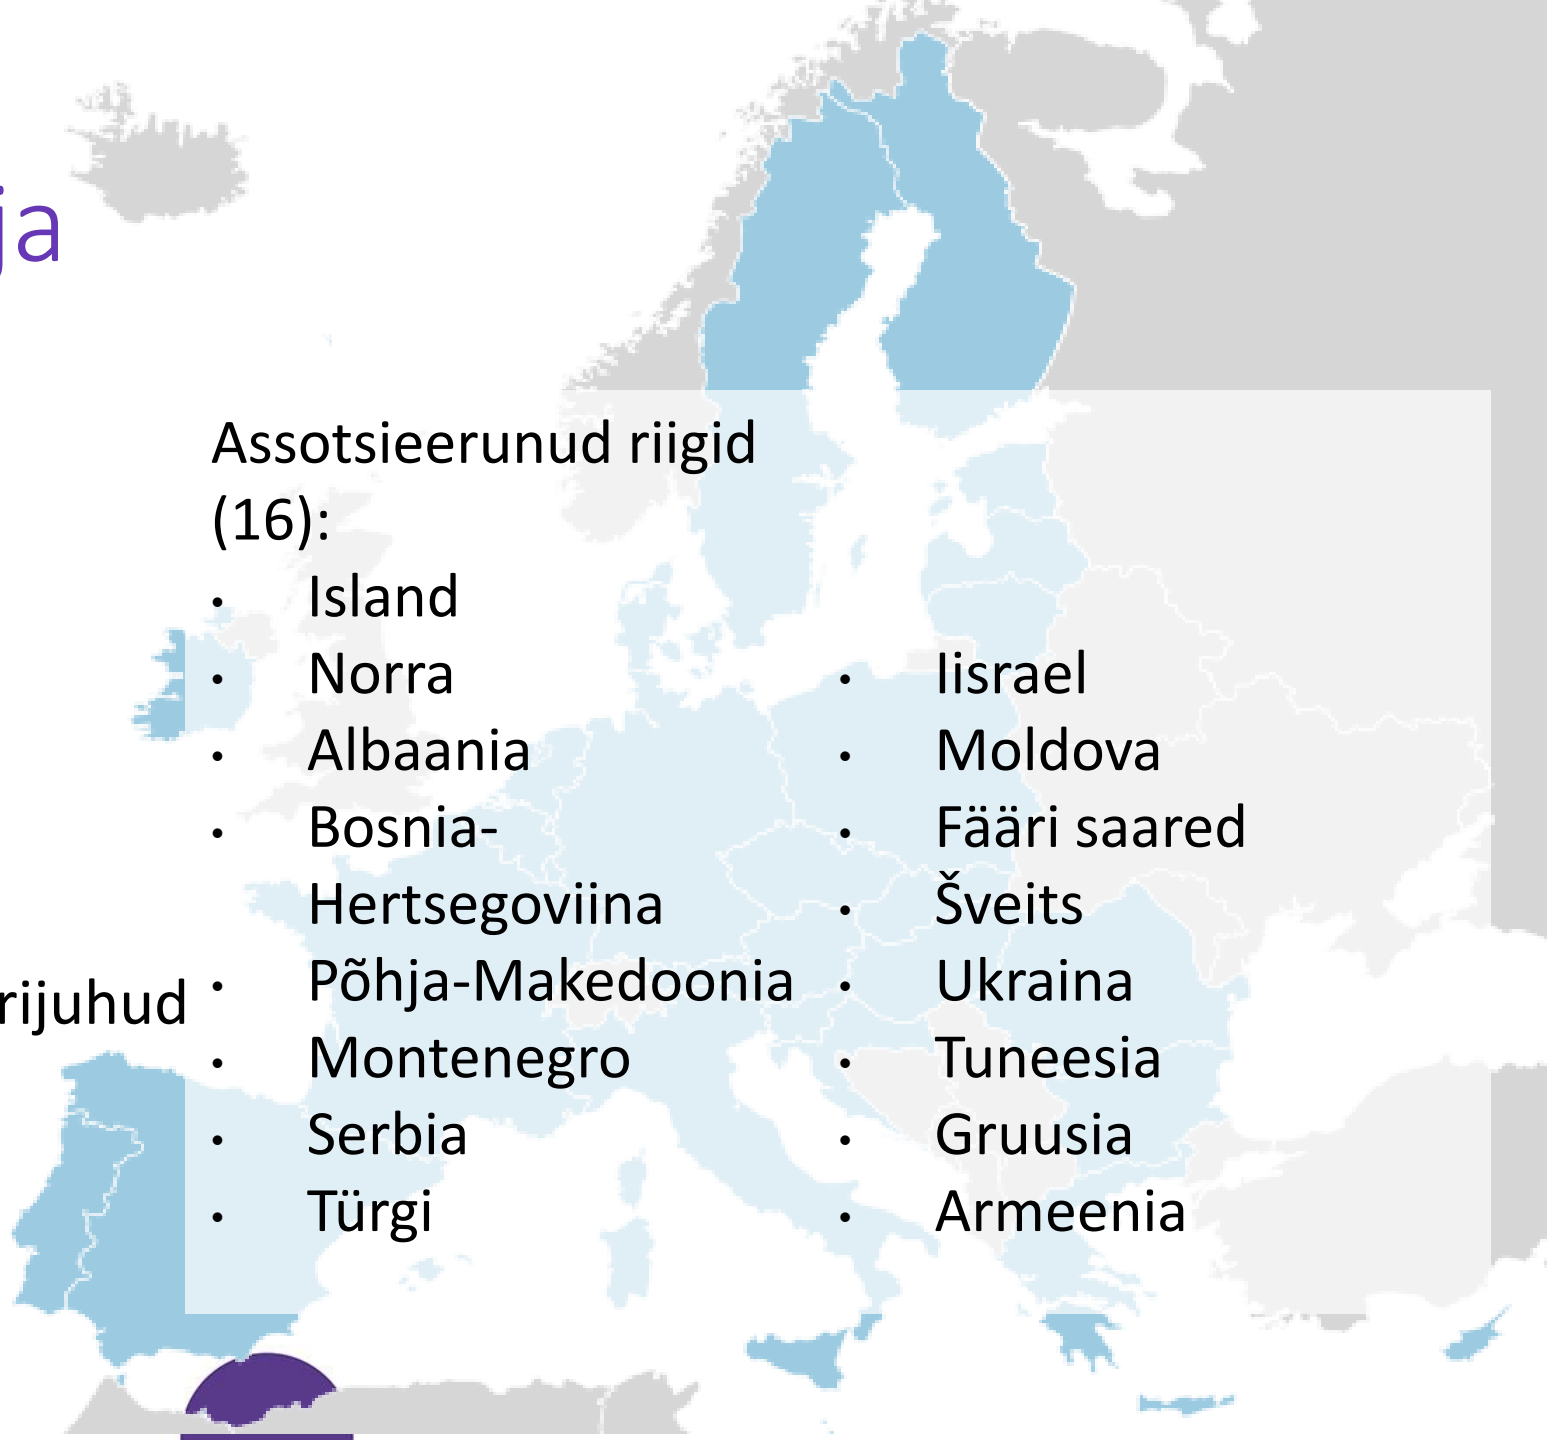 ja
Assotsieerunud riigid
(16):
• Island
• Norra
• Albaania
• Bosnia-
Hertsegoviina
• Põhja-Makedoonia
• Montenegro
• Serbia
• Türgi
• Iisrael
• Moldova
• Fääri saared
• Šveits
• Ukraina
• Tuneesia
• Gruusia
• Armeenia
rijuhud